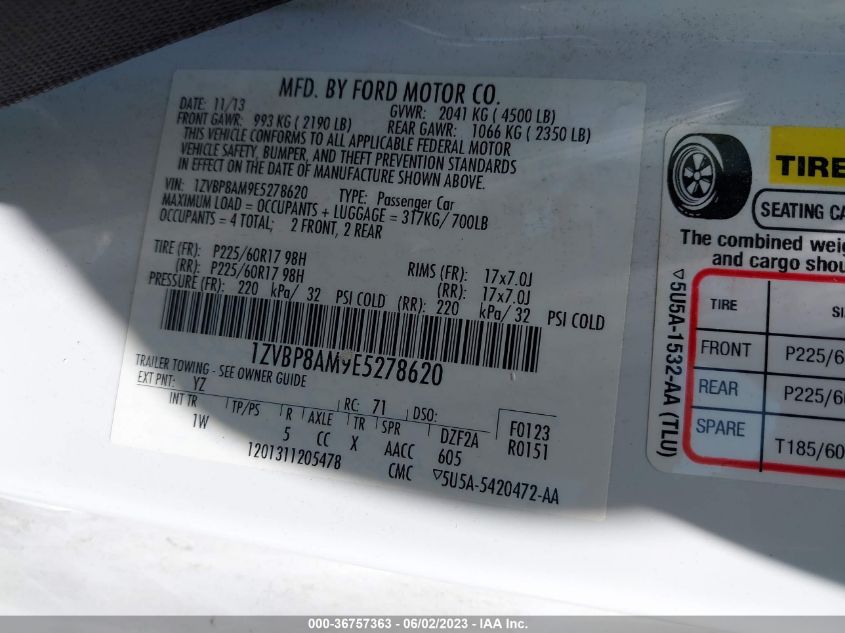 MFD. BY FORD MOTOR CO.
DATE: 11/13 GVWR: 2041 KG ( 4500 LB)
FRONT GAWR: 993 KG ( 2190 LB) REAR GAWR: 1066 KG ( 2350 LB)
THIS VEHICLE CONFORMS TO ALL APPLICABLE FEDERAL MOTOR
VEHICLE SAFETY, BUMPER, AND THEFT PREVENTION STANDARDS
IN EFFECT ON THE DATE OF MANUFACTURE SHOWN ABOVE.
VIN: 1ZVBP8AM9E5278620 TYPE: Passenger Car
MAXIMUM LOAD = OCCUPANTS + LUGGAGE = 317KG/ 700LB
OCCUPANTS = 4 TOTAL; 2 FRONT, 2 REAR
TIRE (FR): P225/60R17 98H RIMS (FR): 17x7.0J
(RR): P225/60R17 98H (RR): 17x7.0J
PRESSURE (FR): 220 kPa/ 32 PSI COLD (RR): 220 kPa/ 32 PSI COLD
1ZVBP8AM9E5278620
TRAILER TOWING - SEE OWNER GUIDE
EXT PNT: YZ RC: 71 DSO:
INT TR TP/PS R AXLE TR SPR DZF2A F0123
1W 5 CC X AACC 605 R0151
1201311205478 CMC ▽5U5A-5420472-AA
TIRE
SEATING CA
The combined weig
and cargo shou
TIRE SI
FRONT P225/6
REAR P225/6
SPARE T185/60
▽5U5A-1532-AA (TLU)
000-36757363 - 06/02/2023 - IAA Inc.